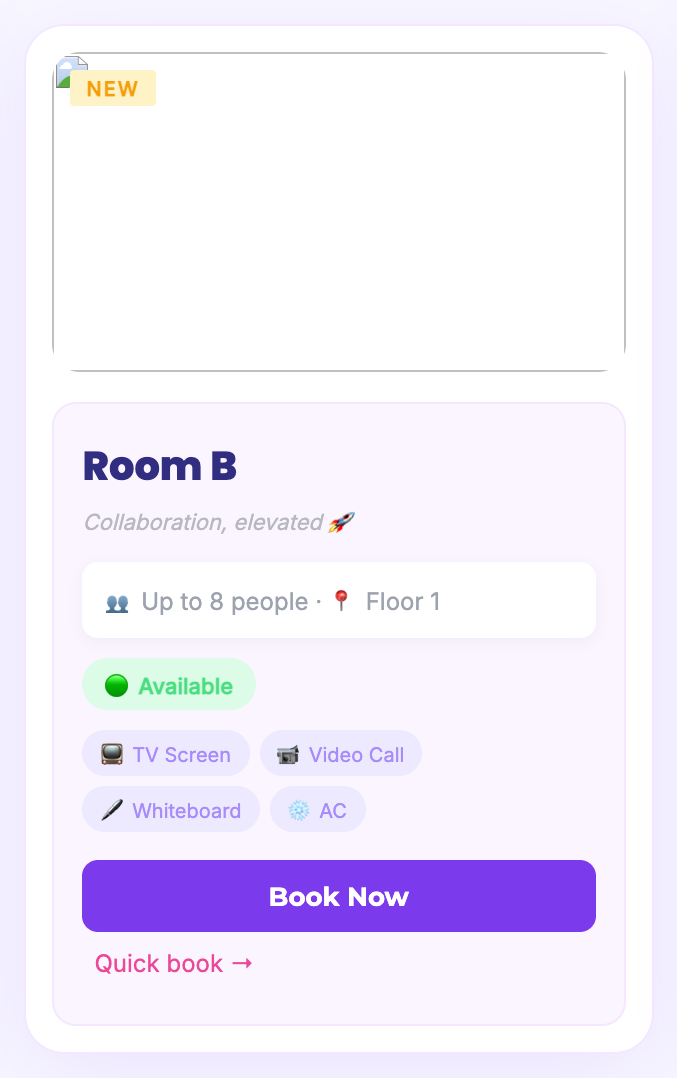 NEW
Room B
Collaboration, elevated 🚀
👥 Up to 8 people · 📍 Floor 1
🟢 Available
📺 TV Screen 📹 Video Call
🖊 Whiteboard ❄️ AC
Book Now
Quick book →